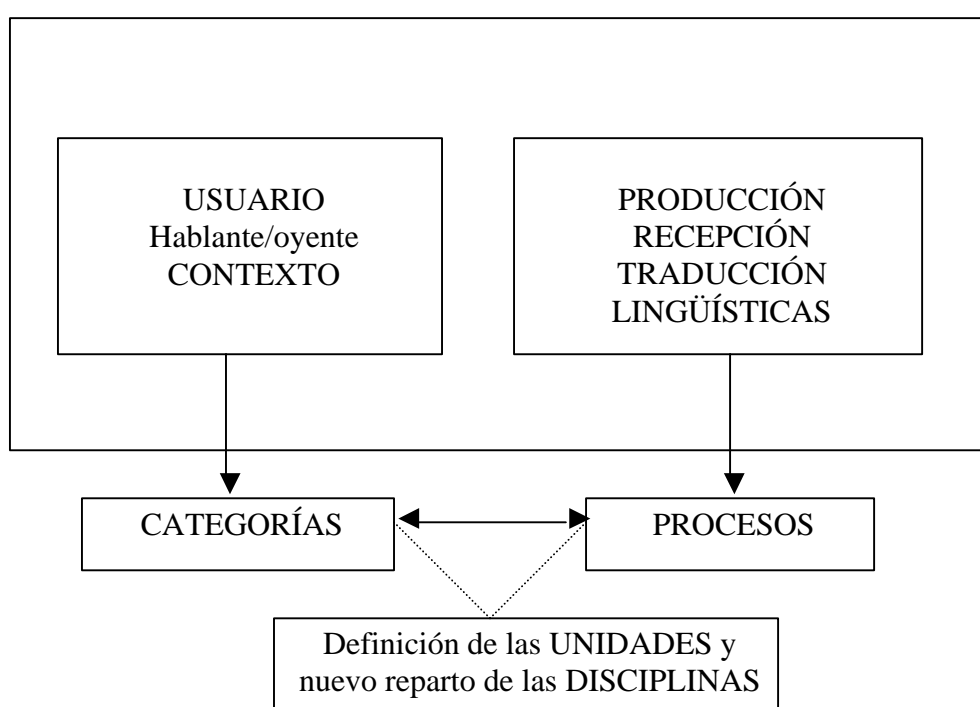 USUARIO
Hablante/oyente
CONTEXTO
PRODUCCIÓN
RECEPCIÓN
TRADUCCIÓN
LINGÜÍSTICAS
CATEGORÍAS
PROCESOS
Definición de las UNIDADES y
nuevo reparto de las DISCIPLINAS